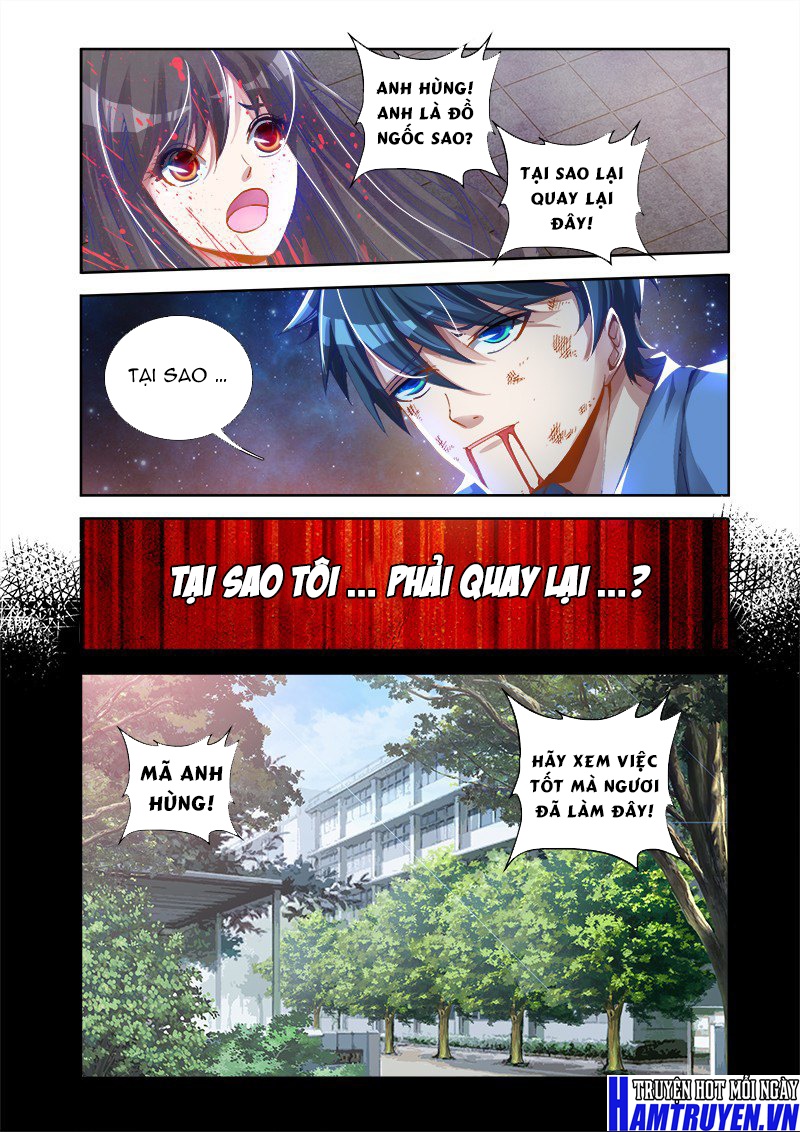 ANH HÙNG!
ANH LÀ ĐỒ
NGỐC SAO?
TẠI SAO LẠI
QUAY LẠI
ĐÂY!
TẠI SAO ...
TẠI SAO TÔI ... PHẢI QUAY LẠI ...?
MÃ ANH
HÙNG!
HÃY XEM VIỆC
TỐT MÀ NGƯƠI
ĐÃ LÀM ĐÂY!
TRUYỆN HOT MỖI NGÀY
HAMTRUYEN.VN